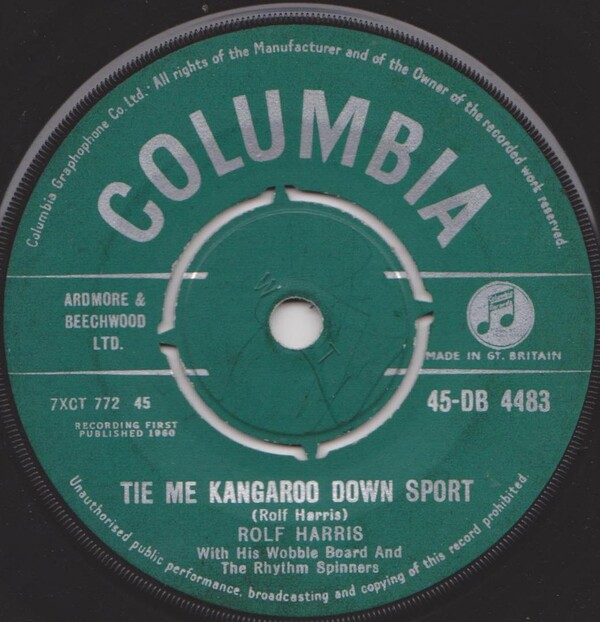 Columbia Graphophone Co. Ltd. · All rights of the Manufacturer and of the Owner of the recorded work reserved.
COLUMBIA
ARDMORE &
BEECHWOOD
LTD.
MADE IN GT. BRITAIN
7XCT 772 45
45-DB 4483
RECORDING FIRST
PUBLISHED 1960
TIE ME KANGAROO DOWN SPORT
(Rolf Harris)
ROLF HARRIS
With His Wobble Board And
The Rhythm Spinners
Unauthorised public performance, broadcasting and copying of this record prohibited.